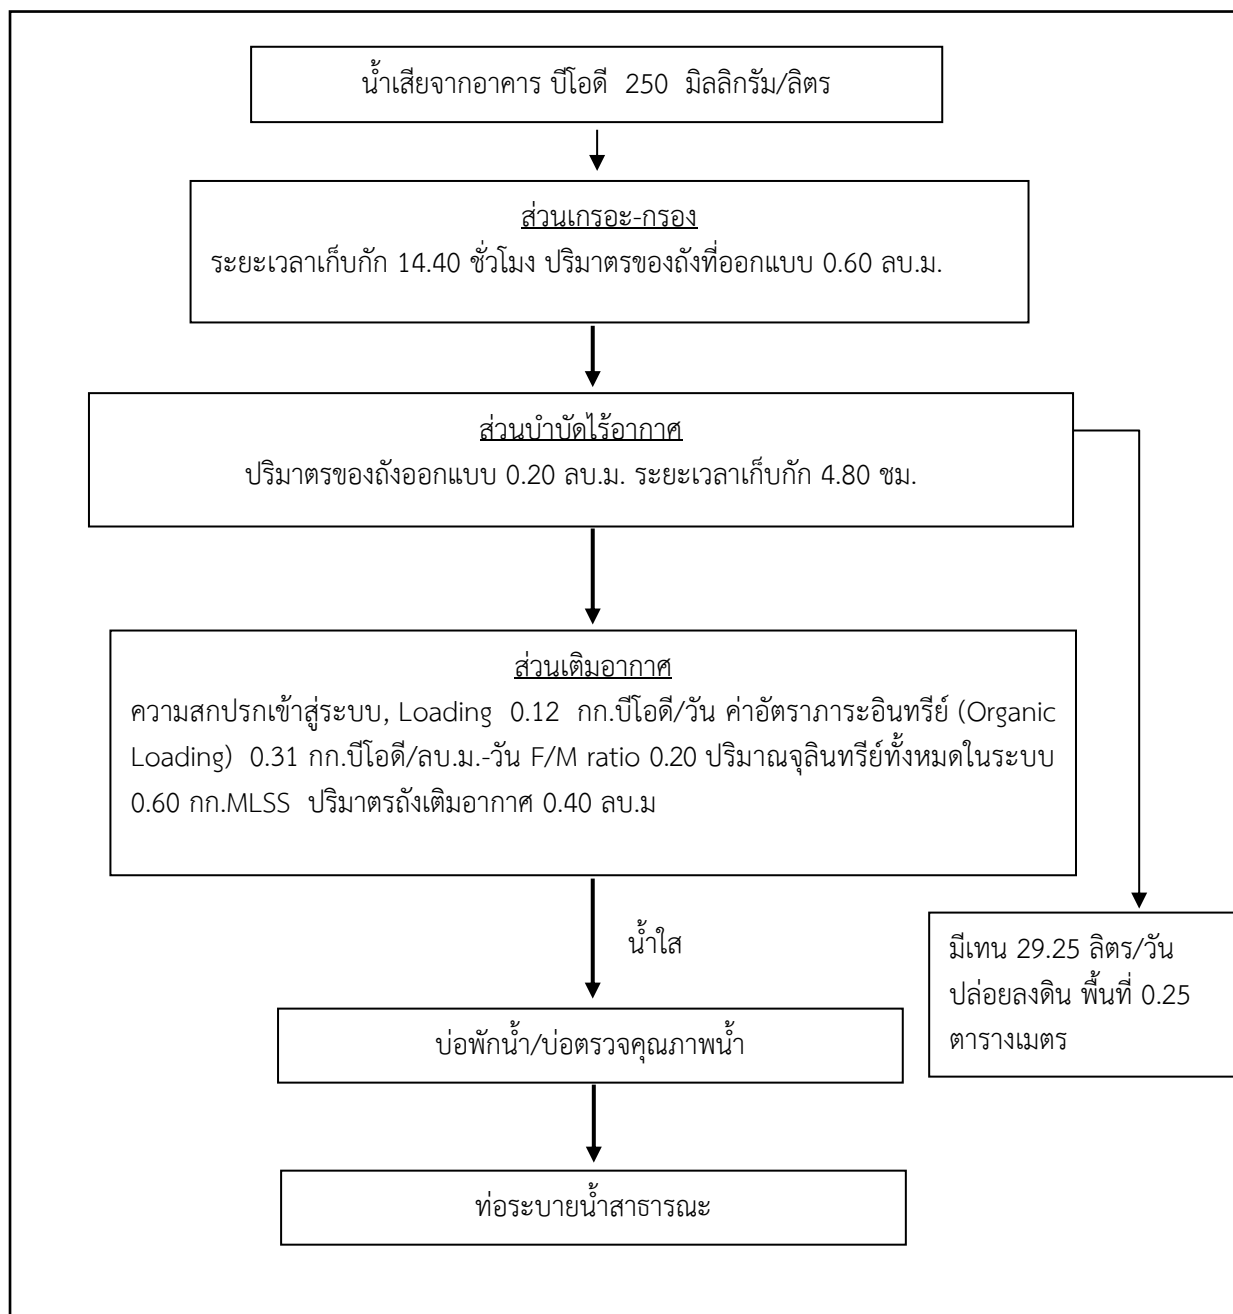 น้ำเสียจากอาคาร บีโอดี 250 มิลลิกรัม/ลิตร
ส่วนเกรอะ-กรอง
ระยะเวลาเก็บกัก 14.40 ชั่วโมง ปริมาตรของถังที่ออกแบบ 0.60 ลบ.ม.
ส่วนบำบัดไร้อากาศ
ปริมาตรของถังออกแบบ 0.20 ลบ.ม. ระยะเวลาเก็บกัก 4.80 ชม.
ส่วนเติมอากาศ
ความสกปรกเข้าสู่ระบบ, Loading 0.12 กก.บีโอดี/วัน ค่าอัตราภาระอินทรีย์ (Organic
Loading) 0.31 กก.บีโอดี/ลบ.ม.-วัน F/M ratio 0.20 ปริมาณจุลินทรีย์ทั้งหมดในระบบ
0.60 กก.MLSS ปริมาตรถังเติมอากาศ 0.40 ลบ.ม
น้ำใส
มีเทน 29.25 ลิตร/วัน
ปล่อยลงดิน พื้นที่ 0.25
ตารางเมตร
บ่อพักน้ำ/บ่อตรวจคุณภาพน้ำ
ท่อระบายน้ำสาธารณะ